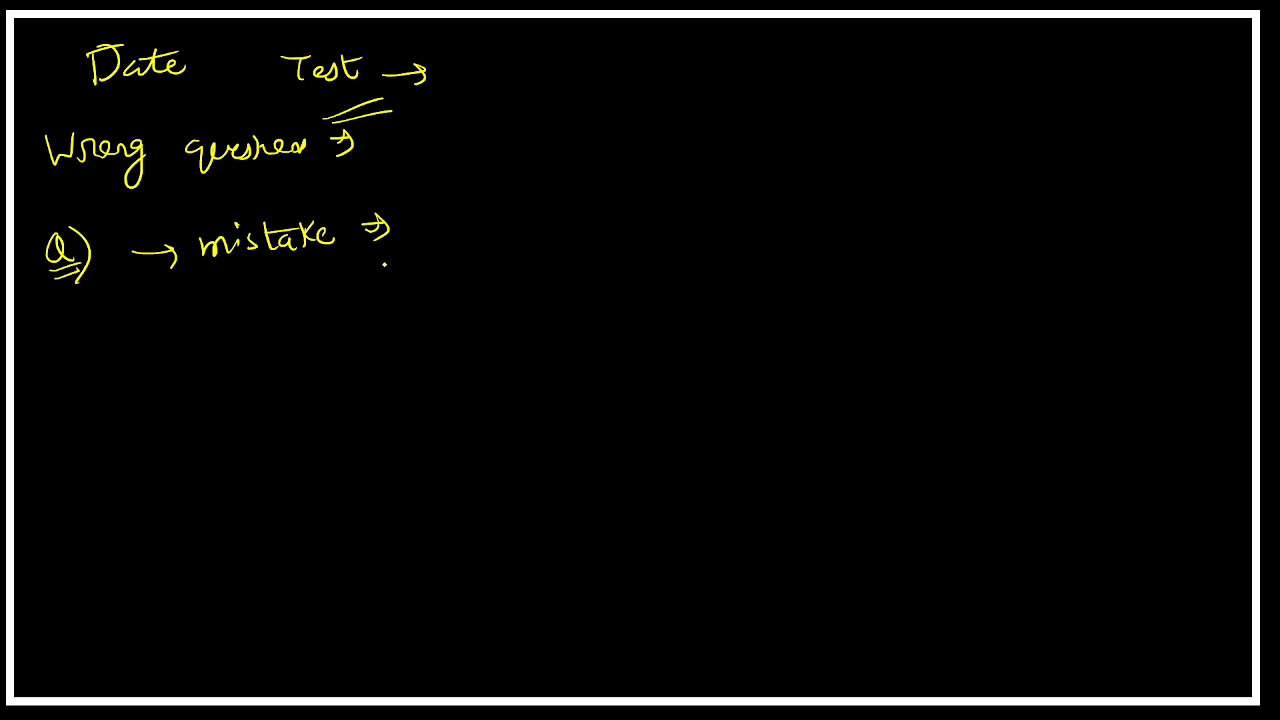 Date Test →
Wrong question ⇒
Q) → mistake ⇒